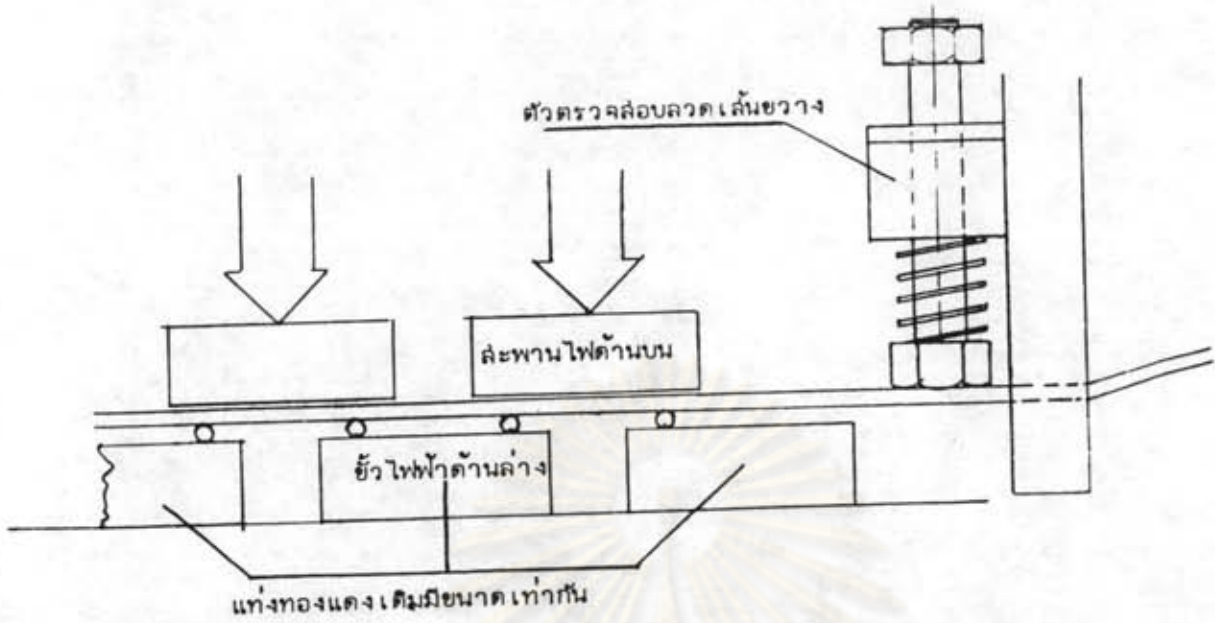 ตัวตรวจสอบลวดเส้นขวาง
สะพานไฟด้านบน
ขั้วไฟฟ้าด้านล่าง
แท่งทองแดงเดิมมีขนาดเท่ากัน